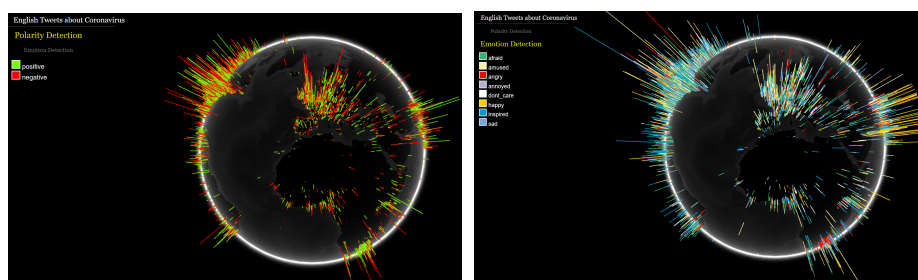 English Tweets about Coronavirus
Polarity Detection
Emotion Detection
positive
negative
English Tweets about Coronavirus
Polarity Detection
Emotion Detection
afraid
amused
angry
annoyed
dont_care
happy
inspired
sad